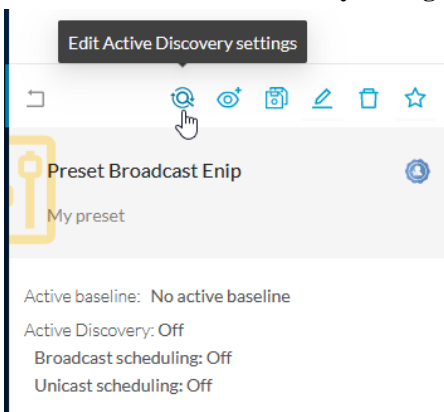 Edit Active Discovery settings
Preset Broadcast Enip
My preset
Active baseline: No active baseline
Active Discovery: Off
Broadcast scheduling: Off
Unicast scheduling: Off